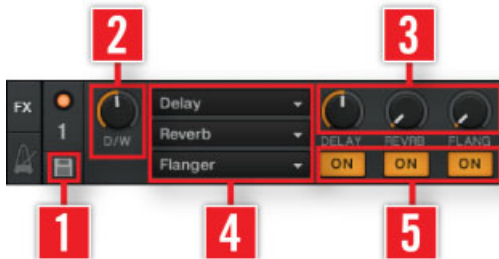 2
3
FX
1
D/W
Delay
Reverb
Flanger
DELAY REVRB FLANG
ON ON ON
1
4
5